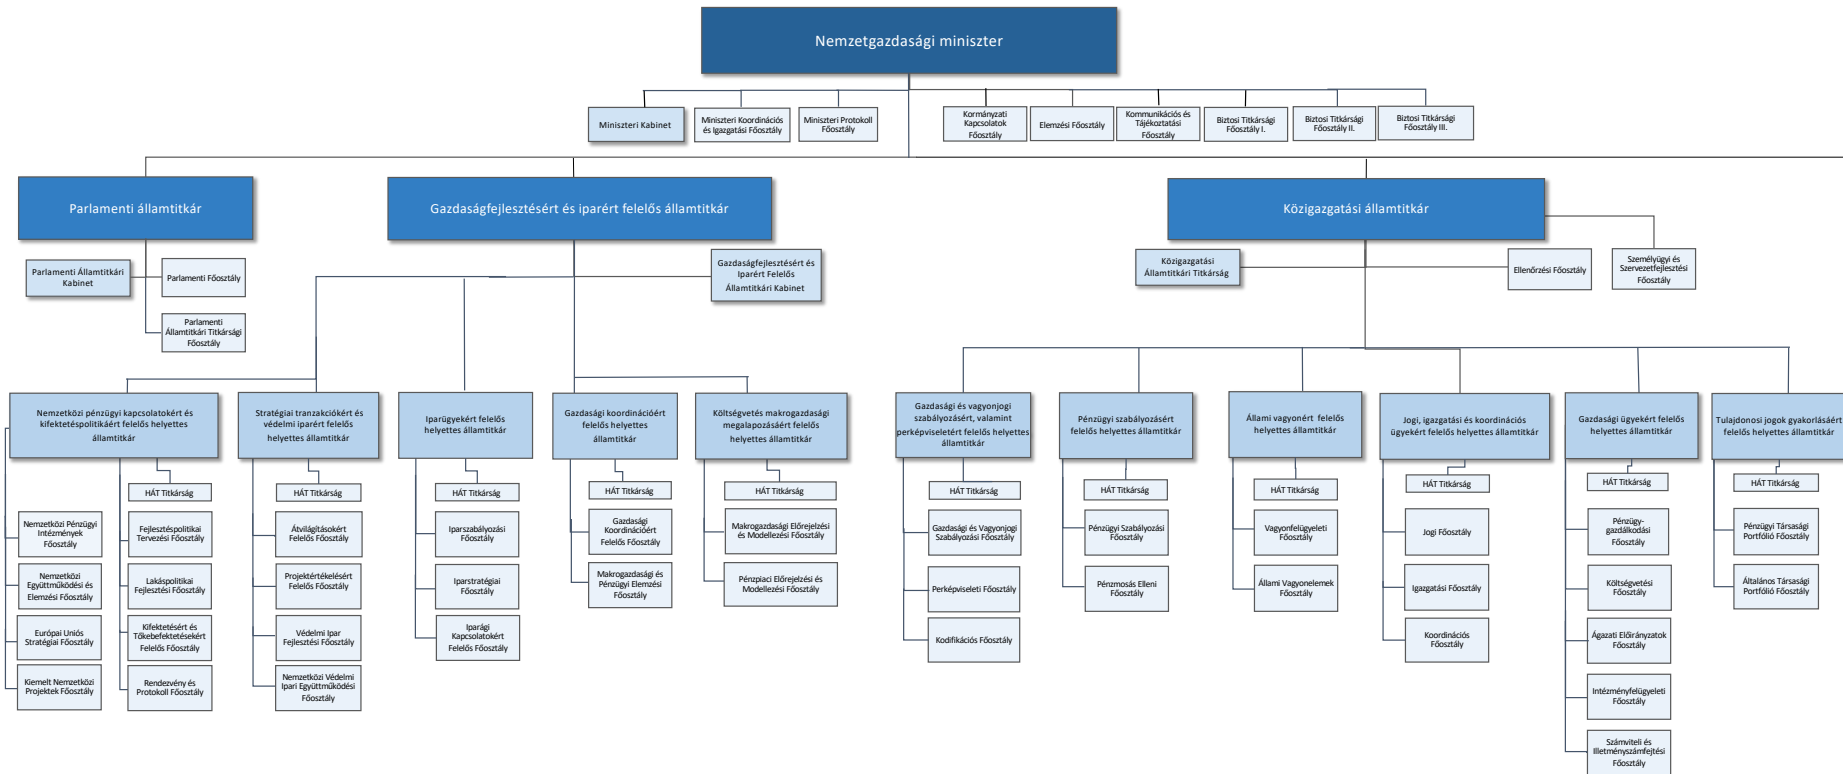 Nemzetgazdasági miniszter
Miniszteri Kabinet
Miniszteri Koordinációs
és Igazgatási Főosztály
Miniszteri Protokoll
Főosztály
Kormányzati
Kapcsolatok
Főosztály
Elemzési Főosztály
Kommunikációs és
Tájékoztatási
Főosztály
Biztosi Titkársági
Főosztály I.
Biztosi Titkársági
Főosztály II.
Biztosi Titkársági
Főosztály III.
Parlamenti államtitkár
Gazdaságfejlesztésért és iparért felelős államtitkár
Közigazgatási államtitkár
Parlamenti Államtitkári
Kabinet
Parlamenti Főosztály
Parlamenti
Államtitkári Titkársági
Főosztály
Gazdaságfejlesztésért és
Iparért Felelős
Államtitkári Kabinet
Közigazgatási
Államtitkári Titkárság
Ellenőrzési Főosztály
Személyügyi és
Szervezetfejlesztési
Főosztály
Nemzetközi pénzügyi kapcsolatokért és
kifektetéspolitikáért felelős helyettes
államtitkár
Stratégiai tranzakciókért és
védelmi iparért felelős
helyettes államtitkár
Iparügyekért felelős
helyettes államtitkár
Gazdasági koordinációért
felelős helyettes
államtitkár
Költségvetés makrogazdasági
megalapozásáért felelős
helyettes államtitkár
Gazdasági és vagyonjogi
szabályozásért, valamint
perképviseletért felelős helyettes
államtitkár
Pénzügyi szabályozásért
felelős helyettes államtitkár
Állami vagyonért felelős
helyettes államtitkár
Jogi, igazgatási és koordinációs
ügyekért felelős helyettes államtitkár
Gazdasági ügyekért felelős
helyettes államtitkár
Tulajdonosi jogok gyakorlásáért
felelős helyettes államtitkár
HÁT Titkárság
Nemzetközi Pénzügyi
Intézmények
Főosztály
Nemzetközi
Együttműködési és
Elemzési Főosztály
Európai Uniós
Stratégiai Főosztály
Kiemelt Nemzetközi
Projektek Főosztály
Fejlesztéspolitikai
Tervezési Főosztály
Lakáspolitikai
Fejlesztési Főosztály
Kifektetésért és
Tőkebefektetésekért
Felelős Főosztály
Rendezvény és
Protokoll Főosztály
HÁT Titkárság
Átvilágításokért
Felelős Főosztály
Projektértékelésért
Felelős Főosztály
Védelmi Ipar
Fejlesztési Főosztály
Nemzetközi Védelmi
Ipari Együttműködési
Főosztály
HÁT Titkárság
Iparszabályozási
Főosztály
Iparstratégiai
Főosztály
Iparági
Kapcsolatokért
Felelős Főosztály
HÁT Titkárság
Gazdasági
Koordinációért
Felelős Főosztály
Makrogazdasági és
Pénzügyi Elemzési
Főosztály
HÁT Titkárság
Makrogazdasági Előrejelzési
és Modellezési Főosztály
Pénzpiaci Előrejelzési és
Modellezési Főosztály
HÁT Titkárság
Gazdasági és Vagyonjogi
Szabályozási Főosztály
Perképviseleti Főosztály
Kodifikációs Főosztály
HÁT Titkárság
Pénzügyi Szabályozási
Főosztály
Pénzmosás Elleni
Főosztály
HÁT Titkárság
Vagyonfelügyeleti
Főosztály
Állami Vagyonelemek
Főosztály
HÁT Titkárság
Jogi Főosztály
Igazgatási Főosztály
Koordinációs
Főosztály
HÁT Titkárság
Pénzügy-
gazdálkodási
Főosztály
Költségvetési
Főosztály
Ágazati Előirányzatok
Főosztály
Intézményfelügyeleti
Főosztály
Számviteli és
Illetményszámfejtési
Főosztály
HÁT Titkárság
Pénzügyi Társasági
Portfólió Főosztály
Általános Társasági
Portfólió Főosztály